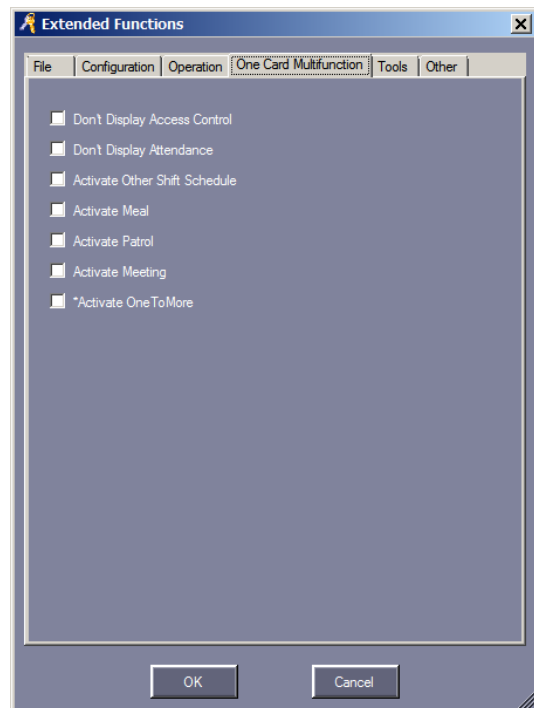 Extended Functions
File Configuration Operation One Card Multifunction Tools Other
Don't Display Access Control
Don't Display Attendance
Activate Other Shift Schedule
Activate Meal
Activate Patrol
Activate Meeting
*Activate OneToMore
OK Cancel